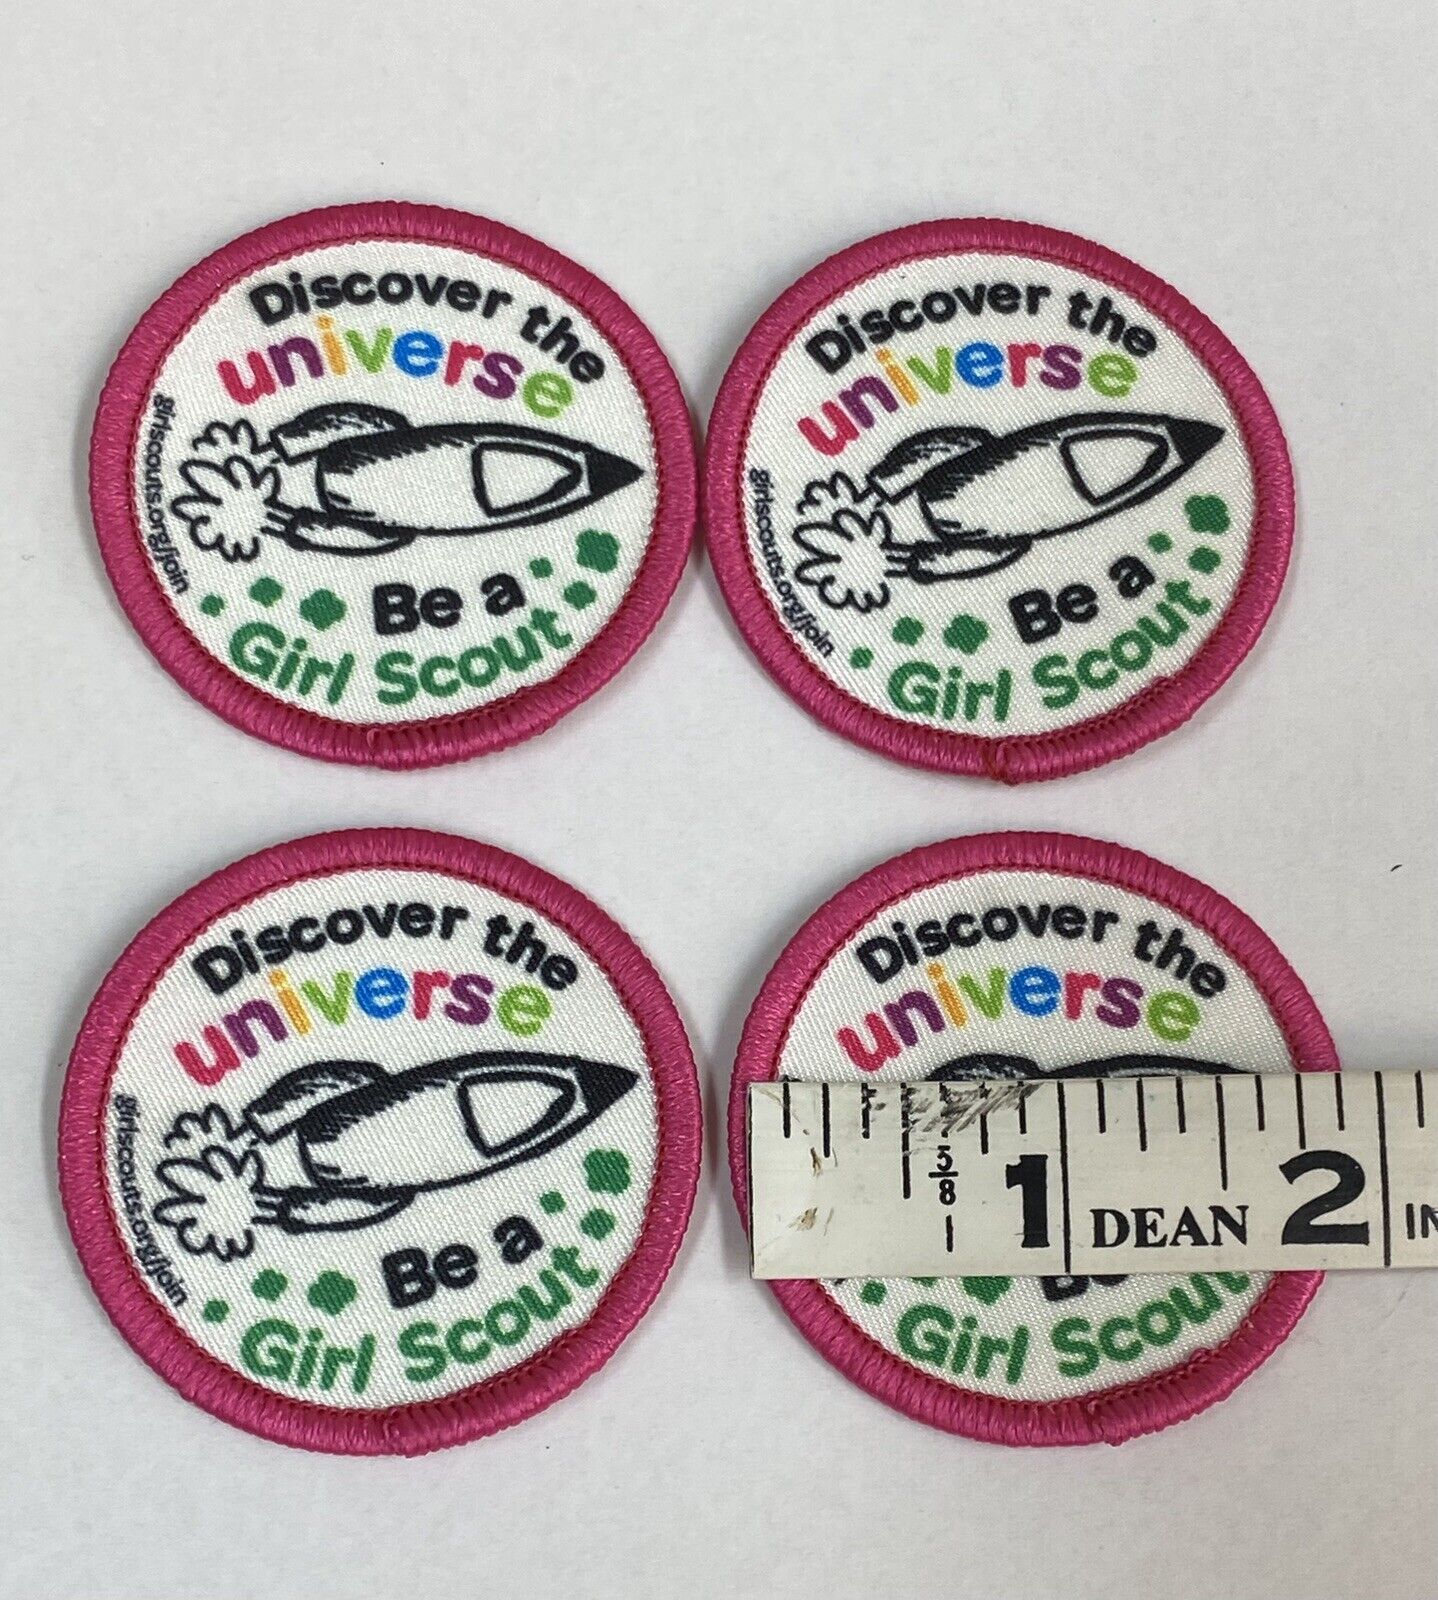 Discover the
universe
girlscouts.org/join
Be a
Girl Scout
Discover the
universe
girlscouts.org/join
Be a
Girl Scout
Discover the
universe
girlscouts.org/join
Be a
Girl Scout
Discover the
universe
5/8 1 DEAN 2 IN
Girl Scout